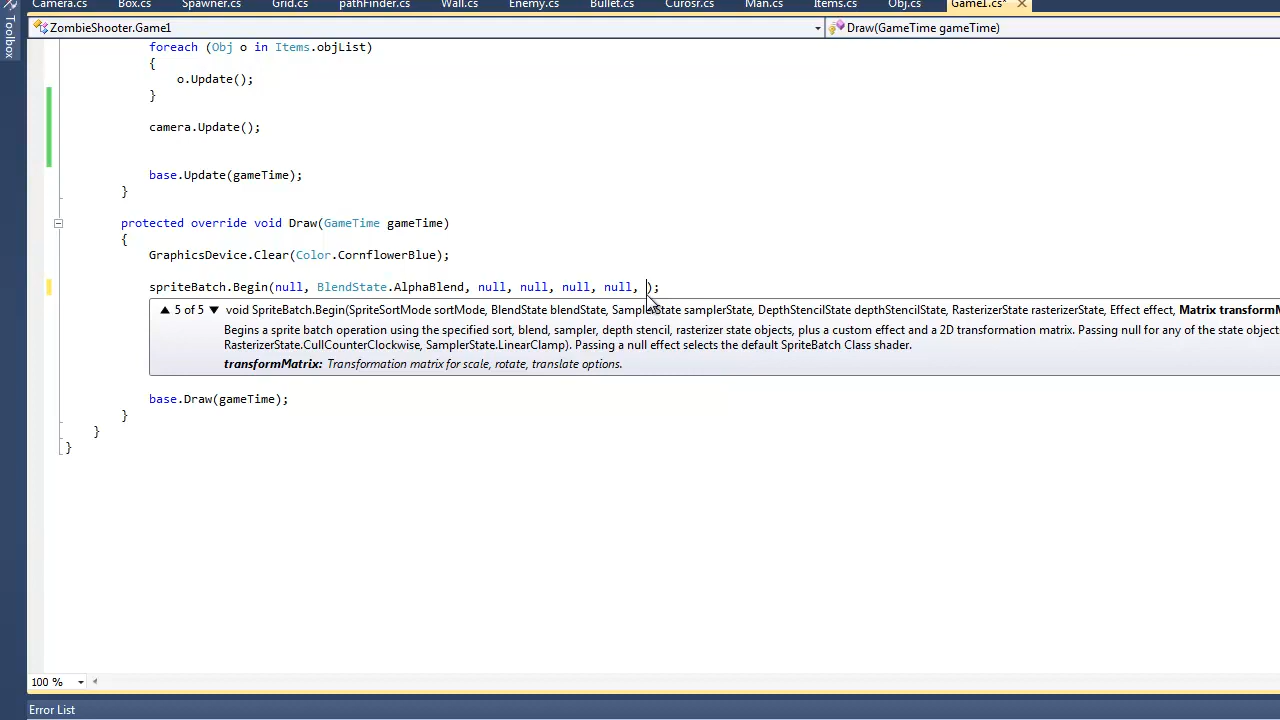 Camera.cs Box.cs Spawner.cs Grid.cs pathFinder.cs Wall.cs Enemy.cs Bullet.cs Curosr.cs Man.cs Items.cs Obj.cs Game1.cs*
Toolbox
ZombieShooter.Game1 Draw(GameTime gameTime)
foreach (Obj o in Items.objList)
{
o.Update();
}
camera.Update();
base.Update(gameTime);
}
protected override void Draw(GameTime gameTime)
{
GraphicsDevice.Clear(Color.CornflowerBlue);
spriteBatch.Begin(null, BlendState.AlphaBlend, null, null, null, null, );
▲ 5 of 5 ▼ void SpriteBatch.Begin(SpriteSortMode sortMode, BlendState blendState, SamplerState samplerState, DepthStencilState depthStencilState, RasterizerState rasterizerState, Effect effect, Matrix transformM
Begins a sprite batch operation using the specified sort, blend, sampler, depth stencil, rasterizer state objects, plus a custom effect and a 2D transformation matrix. Passing null for any of the state objects
RasterizerState.CullCounterClockwise, SamplerState.LinearClamp). Passing a null effect selects the default SpriteBatch Class shader.
transformMatrix: Transformation matrix for scale, rotate, translate options.
base.Draw(gameTime);
}
}
}
100 %
Error List